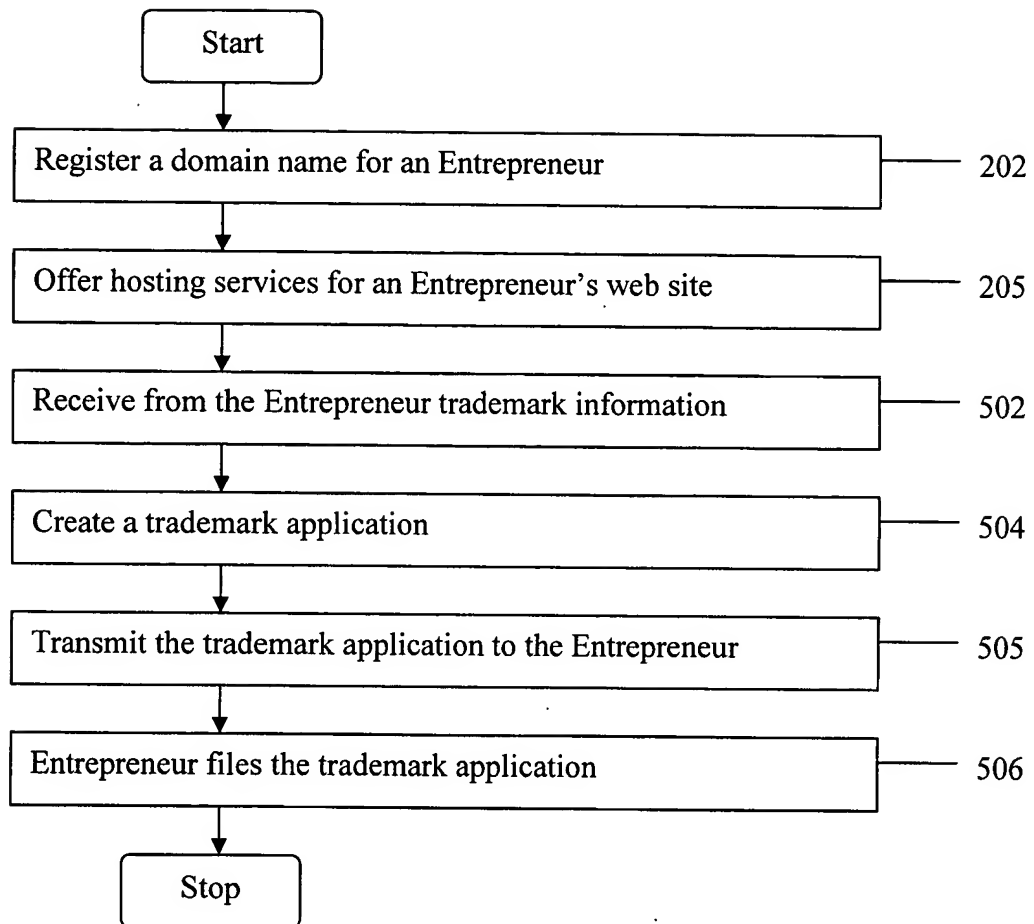 Start
Register a domain name for an Entrepreneur 202
Offer hosting services for an Entrepreneur's web site 205
Receive from the Entrepreneur trademark information 502
Create a trademark application 504
Transmit the trademark application to the Entrepreneur 505
Entrepreneur files the trademark application 506
Stop